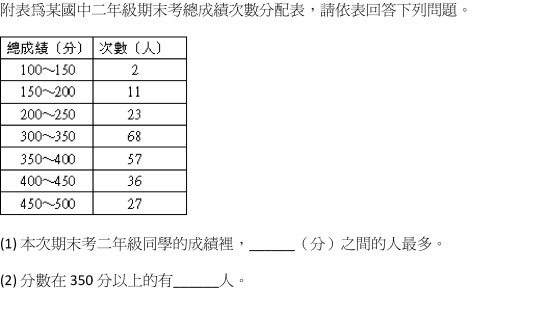 附表為某國中二年級期末考總成績次數分配表，請依表回答下列問題。
總成績（分） 次數（人）
100～150 2
150～200 11
200～250 23
300～350 68
350～400 57
400～450 36
450～500 27
(1) 本次期末考二年級同學的成績裡，______（分）之間的人最多。
(2) 分數在 350 分以上的有______人。